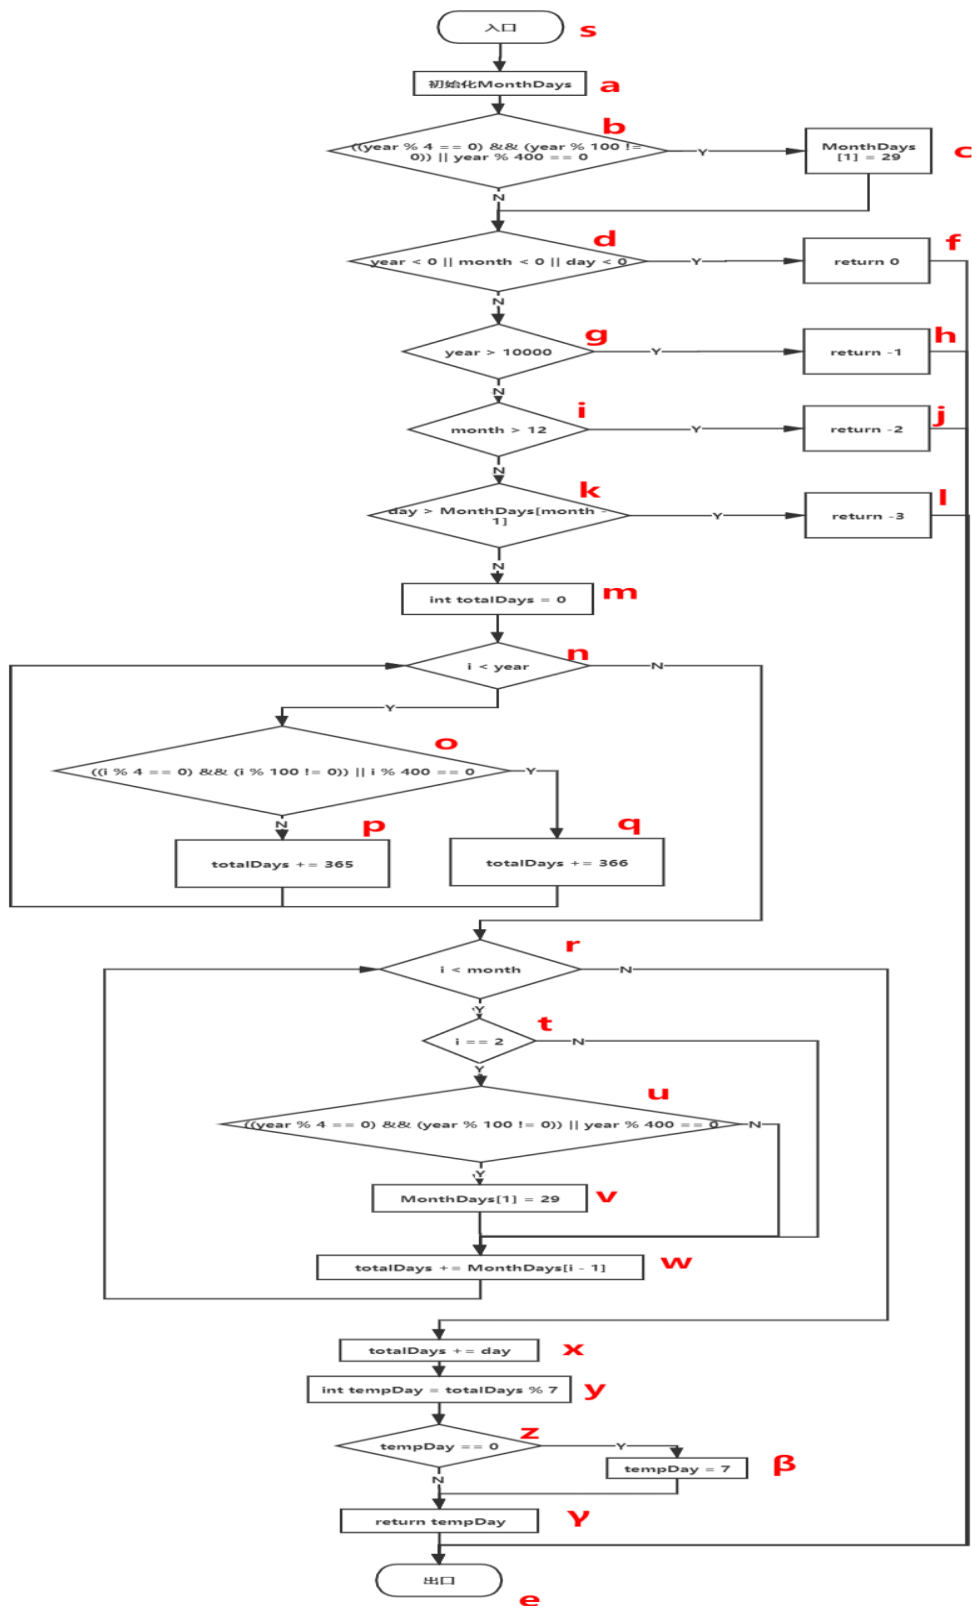 入口
s
初始化MonthDays
a
b
((year % 4 == 0) && (year % 100 !=
0)) || year % 400 == 0
Y
MonthDays
[1] = 29
c
N
d
year < 0 || month < 0 || day < 0
Y
return 0
f
N
g
year > 10000
Y
return -1
h
N
i
month > 12
Y
return -2
j
N
k
day > MonthDays[month -
1]
Y
return -3
l
N
int totalDays = 0
m
i < year
n
N
Y
o
((i % 4 == 0) && (i % 100 != 0)) || i % 400 == 0
Y
N
p
totalDays += 365
q
totalDays += 366
r
i < month
N
Y
t
i == 2
N
Y
u
((year % 4 == 0) && (year % 100 != 0)) || year % 400 == 0
N
Y
MonthDays[1] = 29
v
totalDays += MonthDays[i - 1]
w
totalDays += day
x
int tempDay = totalDays % 7
y
z
tempDay == 0
Y
tempDay = 7
β
N
return tempDay
γ
出口
e